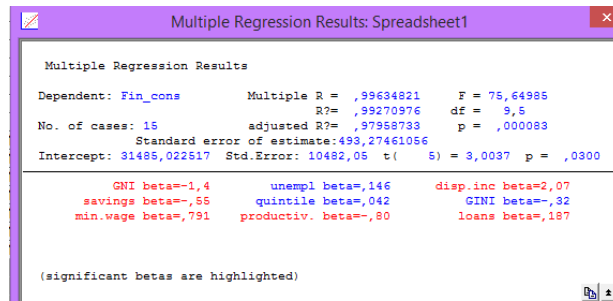 Multiple Regression Results: Spreadsheet1
Multiple Regression Results
Dependent: Fin_cons Multiple R = ,99634821 F = 75,64985
R?= ,99270976 df = 9,5
No. of cases: 15 adjusted R?= ,97958733 p = ,000083
Standard error of estimate:493,27461056
Intercept: 31485,022517 Std.Error: 10482,05 t( 5) = 3,0037 p = ,0300
GNI beta=-1,4 unempl beta=,146 disp.inc beta=2,07
savings beta=-,55 quintile beta=,042 GINI beta=-,32
min.wage beta=,791 productiv. beta=-,80 loans beta=,187
(significant betas are highlighted)